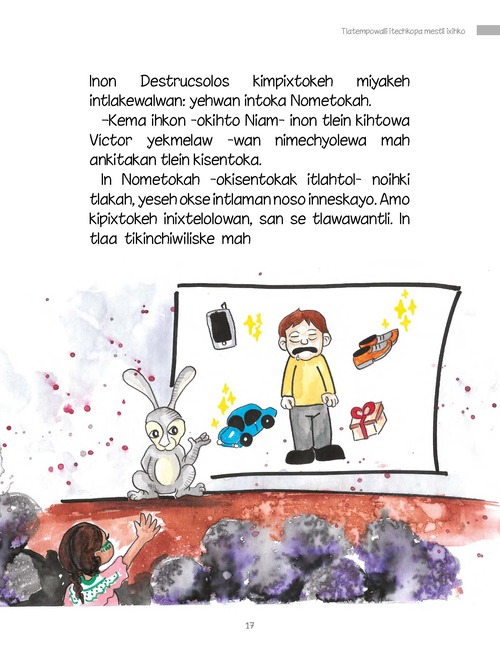 Tlatempowalli itechkopa mestli ixihko
Inon Destrucsolos kimpixtokeh miyakeh
intlakewalwan: yehwan intoka Nometokah.
–Kema ihkon -okihto Niam- inon tlein kihtowa
Víctor yekmelaw -wan nimechyolewa mah
ankitakan tlein kisentoka.
In Nometokah -okisentokak itlahtol- noihki
tlakah, yeseh okse intlaman noso inneskayo. Amo
kipixtokeh inixtelolowan, san se tlawawantli. In
tlaa tikinchiwiliske mah
17